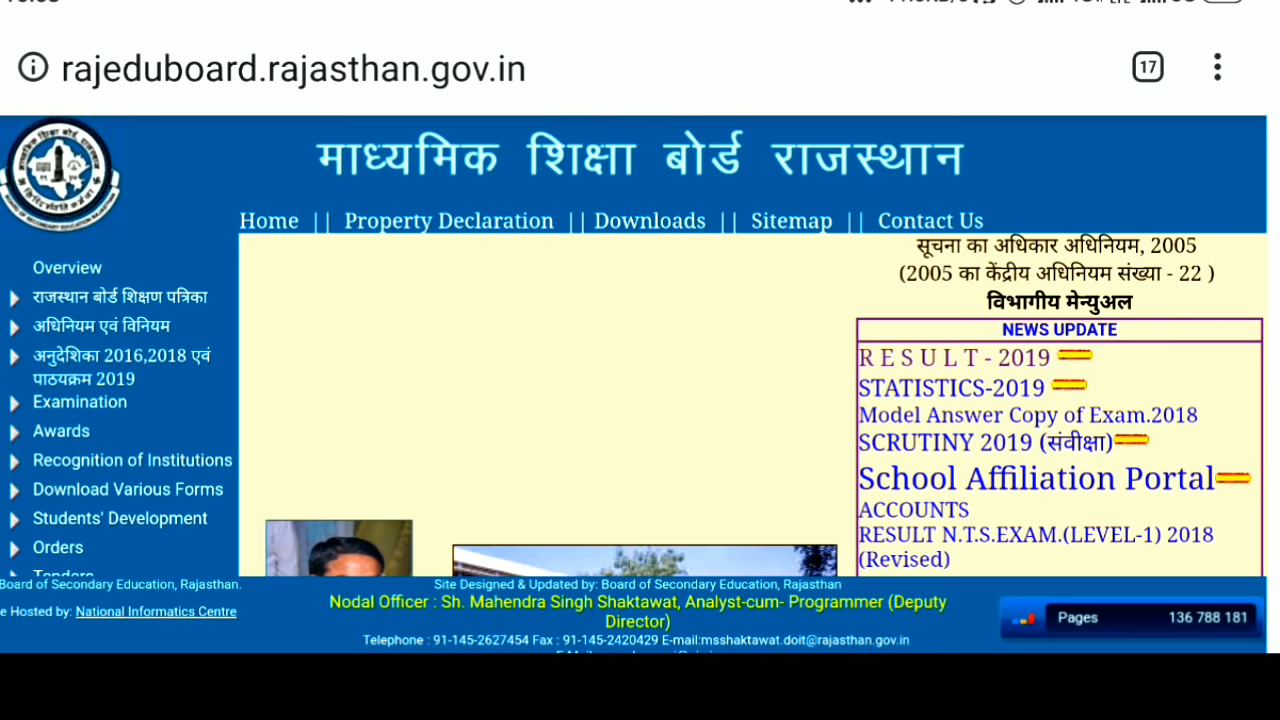 rajeduboard.rajasthan.gov.in
17
माध्यमिक शिक्षा बोर्ड राजस्थान
Home || Property Declaration || Downloads || Sitemap || Contact Us
Overview
राजस्थान बोर्ड शिक्षण पत्रिका
अधिनियम एवं विनियम
अनुदेशिका 2016,2018 एवं
पाठयक्रम 2019
Examination
Awards
Recognition of Institutions
Download Various Forms
Students' Development
Orders
सूचना का अधिकार अधिनियम, 2005
(2005 का केंद्रीय अधिनियम संख्या - 22 )
विभागीय मेन्युअल
NEWS UPDATE
R E S U L T - 2019
STATISTICS-2019
Model Answer Copy of Exam.2018
SCRUTINY 2019 (संवीक्षा)
School Affiliation Portal
ACCOUNTS
RESULT N.T.S.EXAM.(LEVEL-1) 2018
(Revised)
Board of Secondary Education, Rajasthan.
e Hosted by: National Informatics Centre
Site Designed & Updated by: Board of Secondary Education, Rajasthan
Nodal Officer : Sh. Mahendra Singh Shaktawat, Analyst-cum- Programmer (Deputy
Director)
Telephone : 91-145-2627454 Fax : 91-145-2420429 E-mail:msshaktawat.doit@rajasthan.gov.in
Pages 136 788 181